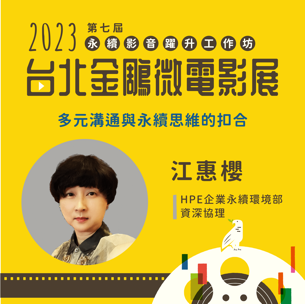 2023 第七屆
永續影音躍升工作坊
台北金鵰微電影展
多元溝通與永續思維的扣合
江惠櫻
HPE企業永續環境部
資深協理